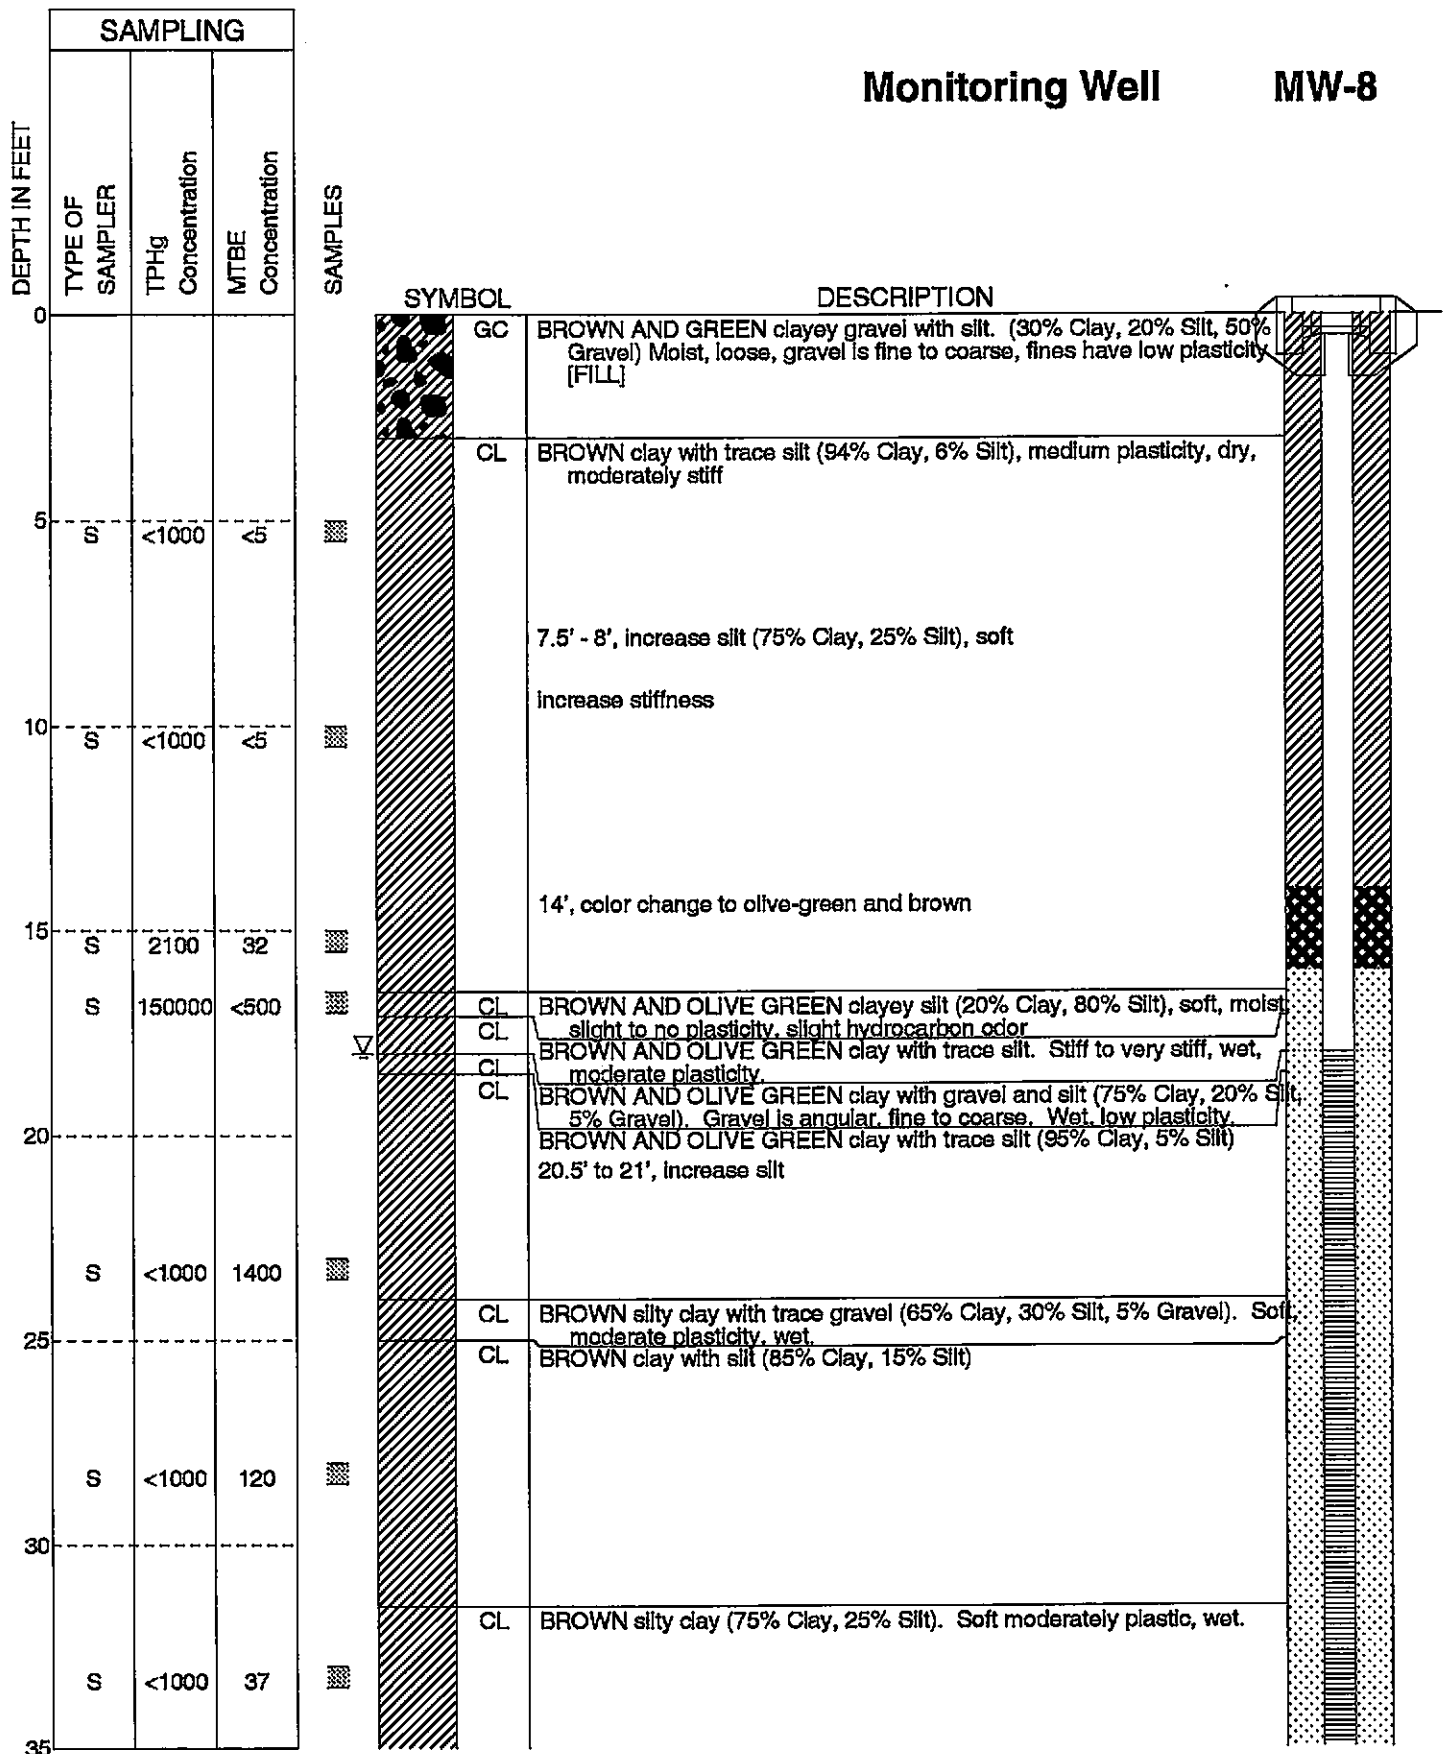 SAMPLING
Monitoring Well MW-8
DEPTH IN FEET
TYPE OF
SAMPLER
TPHg
Concentration
MTBE
Concentration
SAMPLES
SYMBOL DESCRIPTION
0
GC BROWN AND GREEN clayey gravel with silt. (30% Clay, 20% Silt, 50%
Gravel) Moist, loose, gravel is fine to coarse, fines have low plasticity
[FILL]
CL BROWN clay with trace silt (94% Clay, 6% Silt), medium plasticity, dry,
moderately stiff
5
S <1000 <5
7.5' - 8', increase silt (75% Clay, 25% Silt), soft
increase stiffness
10
S <1000 <5
14', color change to olive-green and brown
15
S 2100 32
S 150000 <500
CL BROWN AND OLIVE GREEN clayey silt (20% Clay, 80% Silt), soft, moist,
slight to no plasticity, slight hydrocarbon odor
CL BROWN AND OLIVE GREEN clay with trace silt. Stiff to very stiff, wet,
moderate plasticity.
CL BROWN AND OLIVE GREEN clay with gravel and silt (75% Clay, 20% Silt,
5% Gravel). Gravel is angular, fine to coarse. Wet, low plasticity.
CL BROWN AND OLIVE GREEN clay with trace silt (95% Clay, 5% Silt)
20
20.5' to 21', increase silt
S <1000 1400
CL BROWN silty clay with trace gravel (65% Clay, 30% Silt, 5% Gravel). Soft,
moderate plasticity, wet.
25
CL BROWN clay with silt (85% Clay, 15% Silt)
S <1000 120
30
CL BROWN silty clay (75% Clay, 25% Silt). Soft moderately plastic, wet.
S <1000 37
35